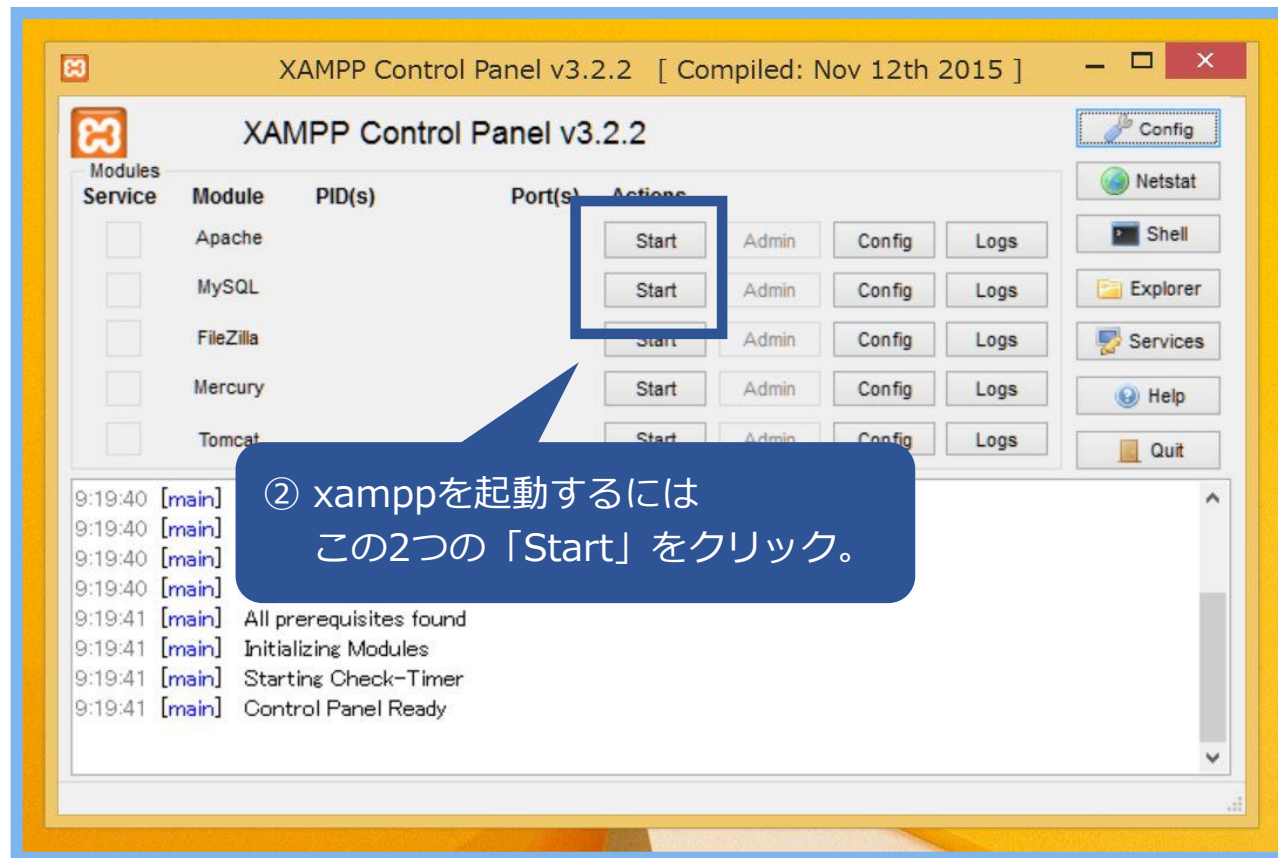 XAMPP Control Panel v3.2.2 [ Compiled: Nov 12th 2015 ]
XAMPP Control Panel v3.2.2
Config
Modules
Service Module PID(s) Port(s) Actions
Netstat
Apache Start Admin Config Logs
Shell
MySQL Start Admin Config Logs
Explorer
FileZilla Start Admin Config Logs
Services
Mercury Start Admin Config Logs
Help
Tomcat Start Admin Config Logs
Quit
② xamppを起動するには
この2つの「Start」をクリック。
9:19:40 [main]
9:19:40 [main]
9:19:40 [main]
9:19:40 [main]
9:19:41 [main] All prerequisites found
9:19:41 [main] Initializing Modules
9:19:41 [main] Starting Check-Timer
9:19:41 [main] Control Panel Ready